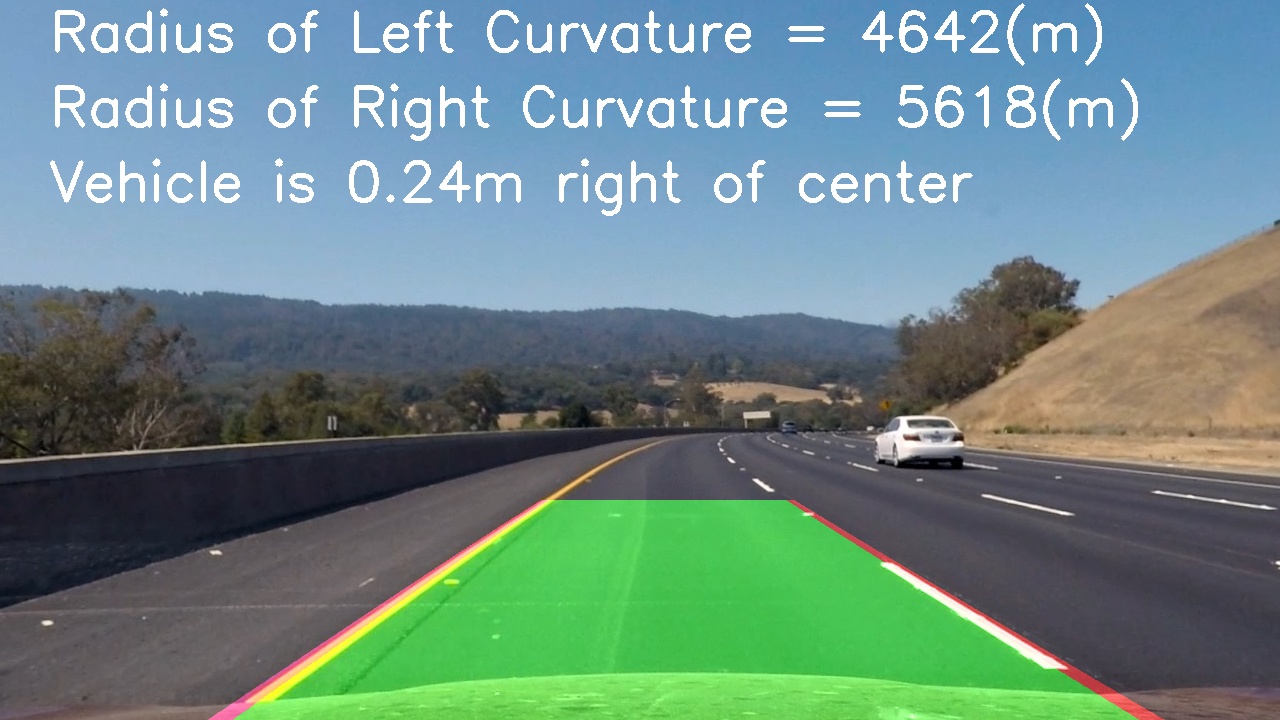 Radius of Left Curvature = 4642(m)
Radius of Right Curvature = 5618(m)
Vehicle is 0.24m right of center